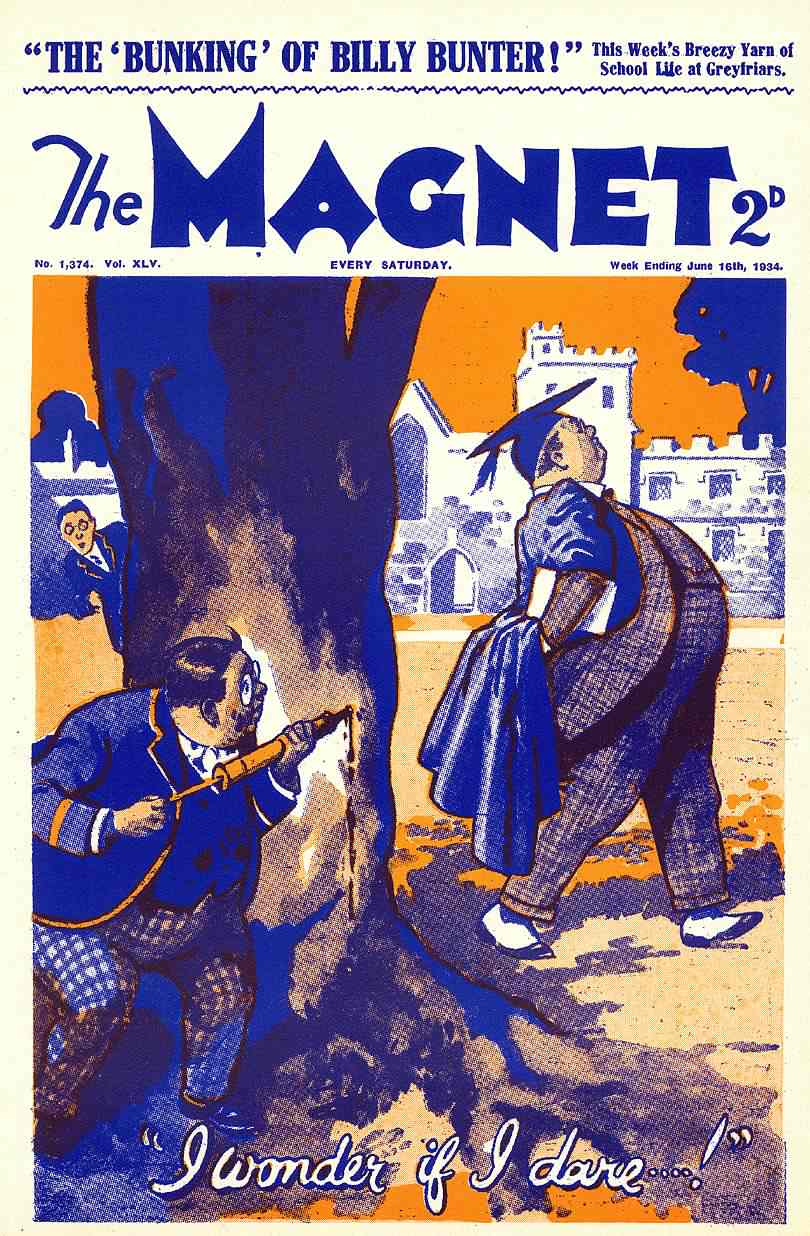 "THE 'BUNKING' OF BILLY BUNTER!"
This Week's Breezy Yarn of
School Life at Greyfriars.
The MAGNET 2D
No. 1,374. Vol. XLV. EVERY SATURDAY. Week Ending June 16th, 1934.
"I wonder if I dare....!"